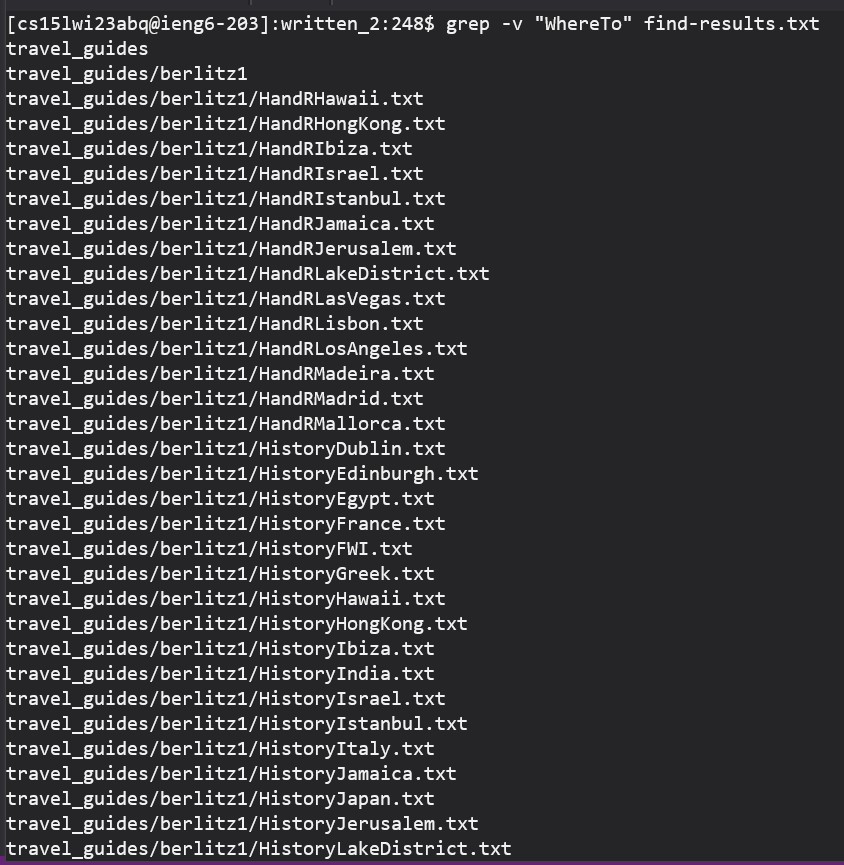 [cs15lwi23abq@ieng6-203]:written_2:248$ grep -v "WhereTo" find-results.txt
travel_guides
travel_guides/berlitz1
travel_guides/berlitz1/HandRHawaii.txt
travel_guides/berlitz1/HandRHongKong.txt
travel_guides/berlitz1/HandRIbiza.txt
travel_guides/berlitz1/HandRIsrael.txt
travel_guides/berlitz1/HandRIstanbul.txt
travel_guides/berlitz1/HandRJamaica.txt
travel_guides/berlitz1/HandRJerusalem.txt
travel_guides/berlitz1/HandRLakeDistrict.txt
travel_guides/berlitz1/HandRLasVegas.txt
travel_guides/berlitz1/HandRLisbon.txt
travel_guides/berlitz1/HandRLosAngeles.txt
travel_guides/berlitz1/HandRMadeira.txt
travel_guides/berlitz1/HandRMadrid.txt
travel_guides/berlitz1/HandRMallorca.txt
travel_guides/berlitz1/HistoryDublin.txt
travel_guides/berlitz1/HistoryEdinburgh.txt
travel_guides/berlitz1/HistoryEgypt.txt
travel_guides/berlitz1/HistoryFrance.txt
travel_guides/berlitz1/HistoryFWI.txt
travel_guides/berlitz1/HistoryGreek.txt
travel_guides/berlitz1/HistoryHawaii.txt
travel_guides/berlitz1/HistoryHongKong.txt
travel_guides/berlitz1/HistoryIbiza.txt
travel_guides/berlitz1/HistoryIndia.txt
travel_guides/berlitz1/HistoryIsrael.txt
travel_guides/berlitz1/HistoryIstanbul.txt
travel_guides/berlitz1/HistoryItaly.txt
travel_guides/berlitz1/HistoryJamaica.txt
travel_guides/berlitz1/HistoryJapan.txt
travel_guides/berlitz1/HistoryJerusalem.txt
travel_guides/berlitz1/HistoryLakeDistrict.txt